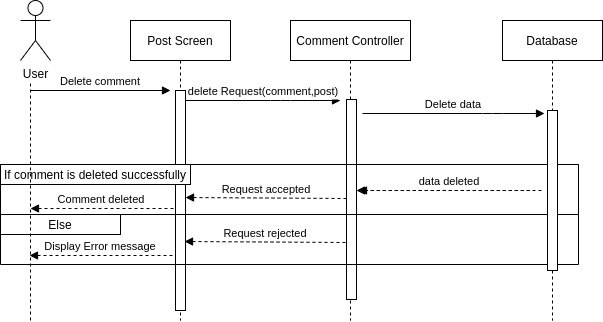 User
Post Screen
Comment Controller
Database
Delete comment
delete Request(comment,post)
Delete data
If comment is deleted successfully
data deleted
Request accepted
Comment deleted
Else
Request rejected
Display Error message